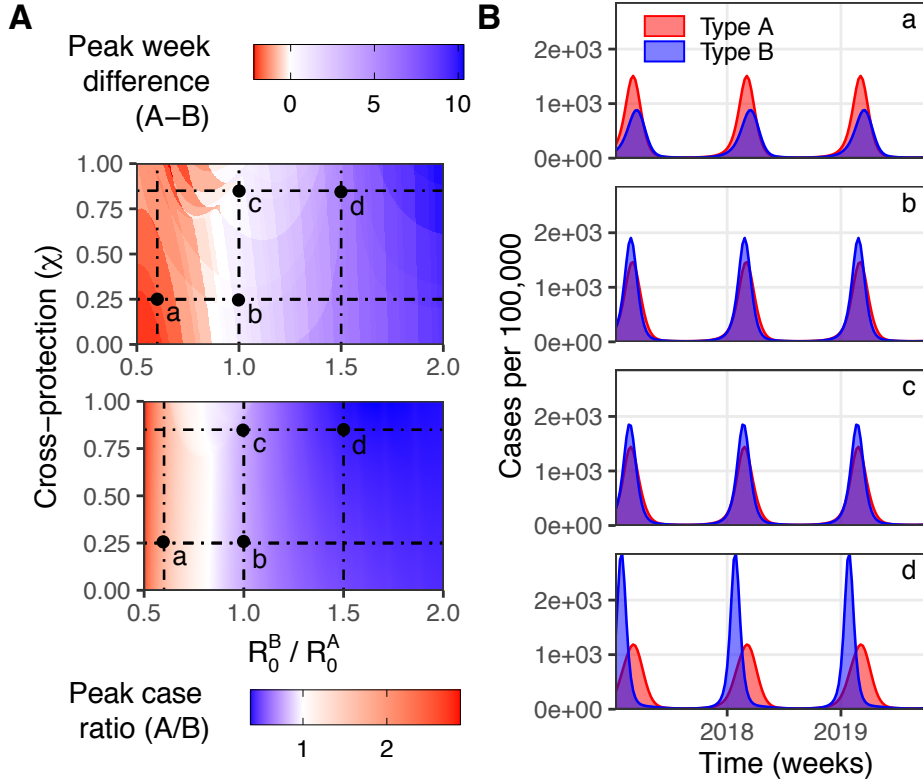 A
Peak week
difference
(A−B)
0
5
10
Cross−protection (χ)
1.00
0.75
0.50
0.25
0.00
a
b
c
d
0.5
1.0
1.5
2.0
1.00
0.75
0.50
0.25
0.00
a
b
c
d
0.5
1.0
1.5
2.0
R₀ᴮ / R₀ᴬ
Peak case
ratio (A/B)
1
2
B
Cases per 100,000
Type A
Type B
a
2e+03
1e+03
0e+00
b
2e+03
1e+03
0e+00
c
2e+03
1e+03
0e+00
d
2e+03
1e+03
0e+00
2018
2019
Time (weeks)